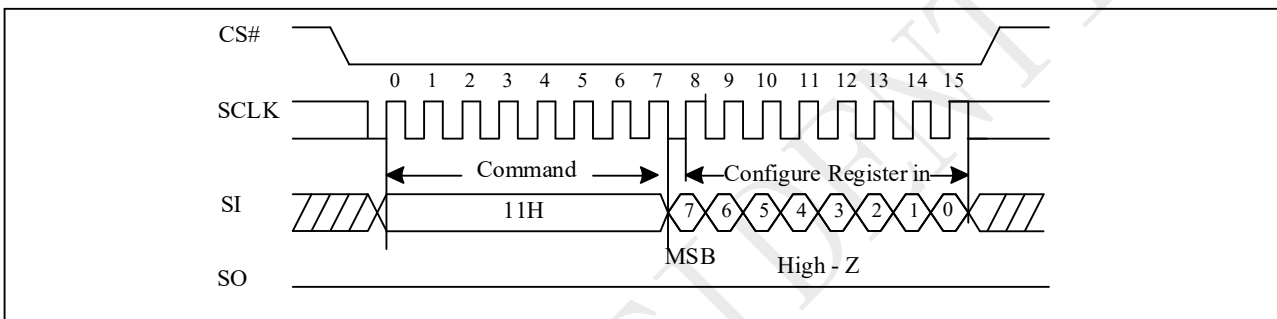 CS#
0 1 2 3 4 5 6 7 8 9 10 11 12 13 14 15
SCLK
Command Configure Register in
SI 11H 7 6 5 4 3 2 1 0
MSB High - Z
SO